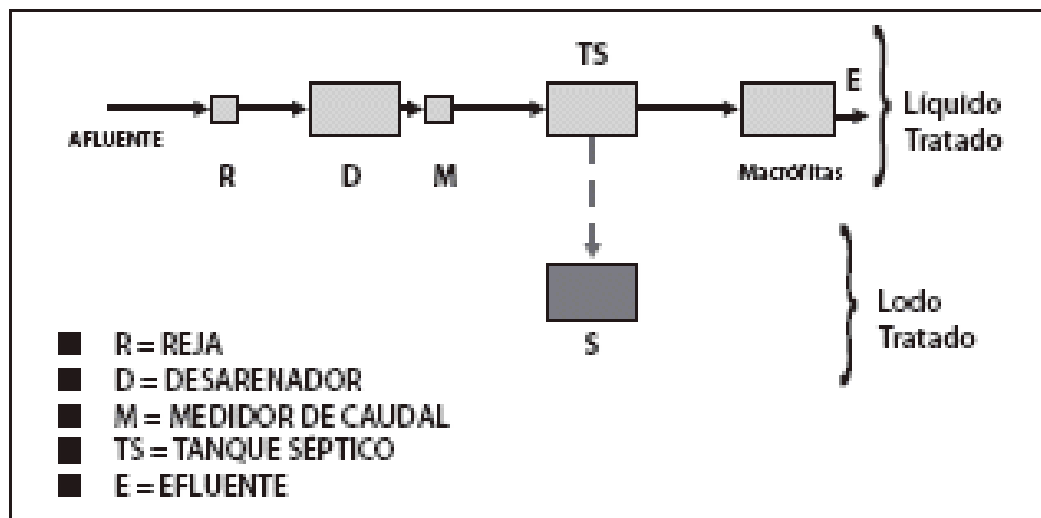 TS
E
Líquido
Tratado
AFLUENTE
R
D
M
Macrófitas
S
Lodo
Tratado
R = REJA
D = DESARENADOR
M = MEDIDOR DE CAUDAL
TS = TANQUE SÉPTICO
E = EFLUENTE